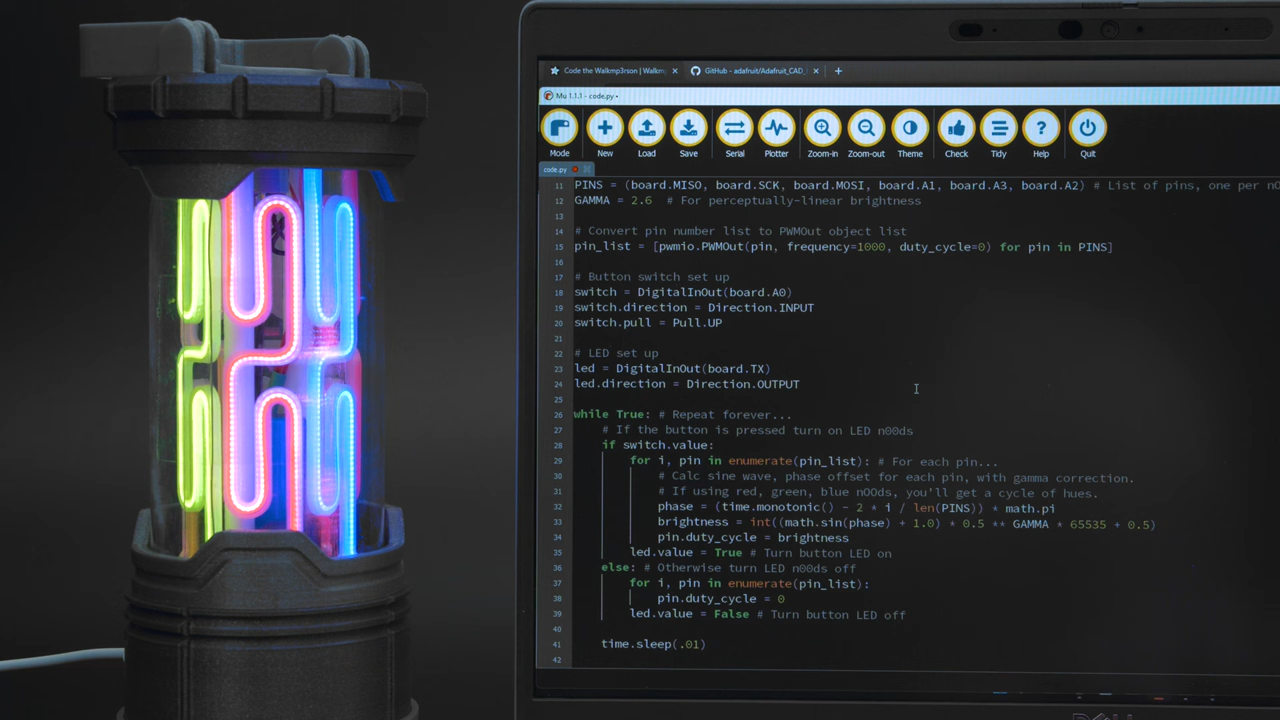 Code the Walkmp3rson | Walkm
GitHub - adafruit/Adafruit_CAD_
Mu 1.1.1 - code.py
Mode New Load Save Serial Plotter Zoom-in Zoom-out Theme Check Tidy Help Quit
code.py
11 PINS = (board.MISO, board.SCK, board.MOSI, board.A1, board.A3, board.A2) # List of pins, one per nO
12 GAMMA = 2.6 # For perceptually-linear brightness
13
14 # Convert pin number list to PWMOut object list
15 pin_list = [pwmio.PWMOut(pin, frequency=1000, duty_cycle=0) for pin in PINS]
16
17 # Button switch set up
18 switch = DigitalInOut(board.A0)
19 switch.direction = Direction.INPUT
20 switch.pull = Pull.UP
21
22 # LED set up
23 led = DigitalInOut(board.TX)
24 led.direction = Direction.OUTPUT
25
26 while True: # Repeat forever...
27 # If the button is pressed turn on LED n00ds
28 if switch.value:
29 for i, pin in enumerate(pin_list): # For each pin...
30 # Calc sine wave, phase offset for each pin, with gamma correction.
31 # If using red, green, blue nOOds, you'll get a cycle of hues.
32 phase = (time.monotonic() - 2 * i / len(PINS)) * math.pi
33 brightness = int((math.sin(phase) + 1.0) * 0.5 ** GAMMA * 65535 + 0.5)
34 pin.duty_cycle = brightness
35 led.value = True # Turn button LED on
36 else: # Otherwise turn LED n00ds off
37 for i, pin in enumerate(pin_list):
38 pin.duty_cycle = 0
39 led.value = False # Turn button LED off
40
41 time.sleep(.01)
42